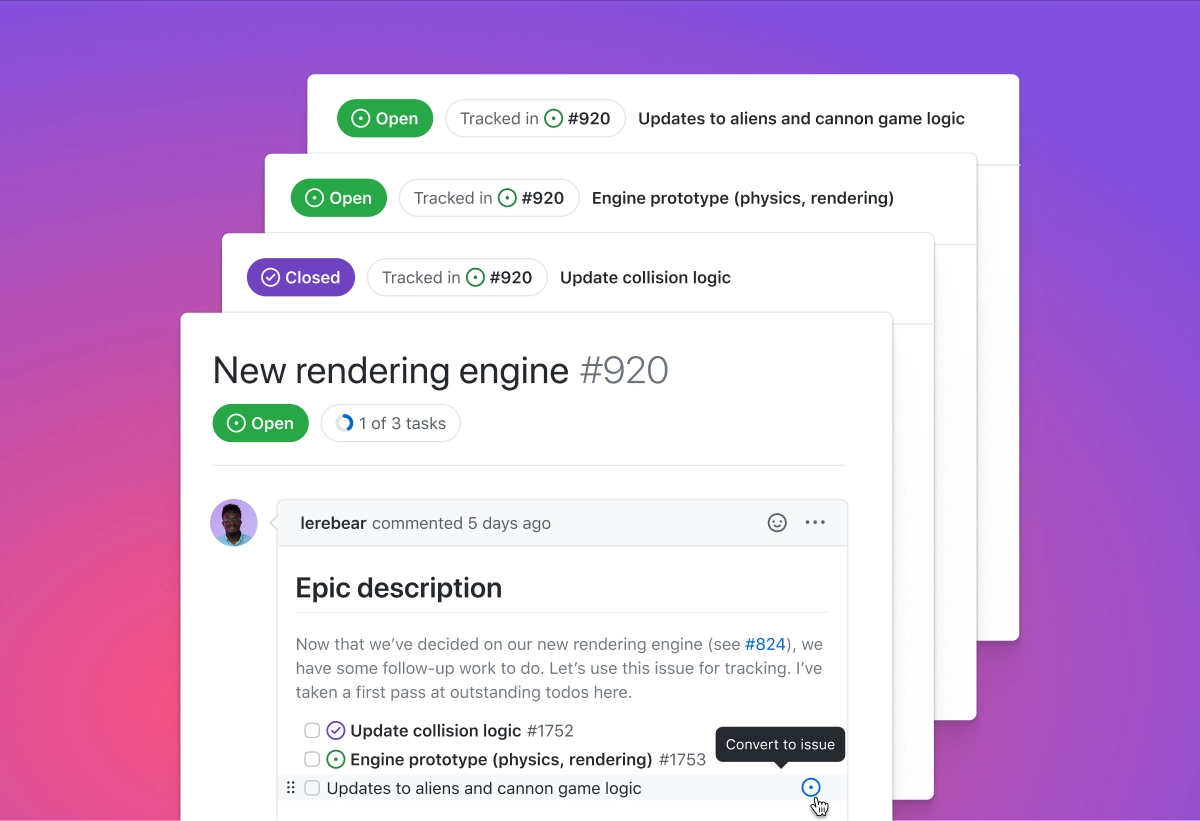 Open Tracked in #920 Updates to aliens and cannon game logic
Open Tracked in #920 Engine prototype (physics, rendering)
Closed Tracked in #920 Update collision logic
New rendering engine #920
Open 1 of 3 tasks
lerebear commented 5 days ago
Epic description
Now that we’ve decided on our new rendering engine (see #824), we
have some follow-up work to do. Let’s use this issue for tracking. I’ve
taken a first pass at outstanding todos here.
Update collision logic #1752
Convert to issue
Engine prototype (physics, rendering) #1753
Updates to aliens and cannon game logic